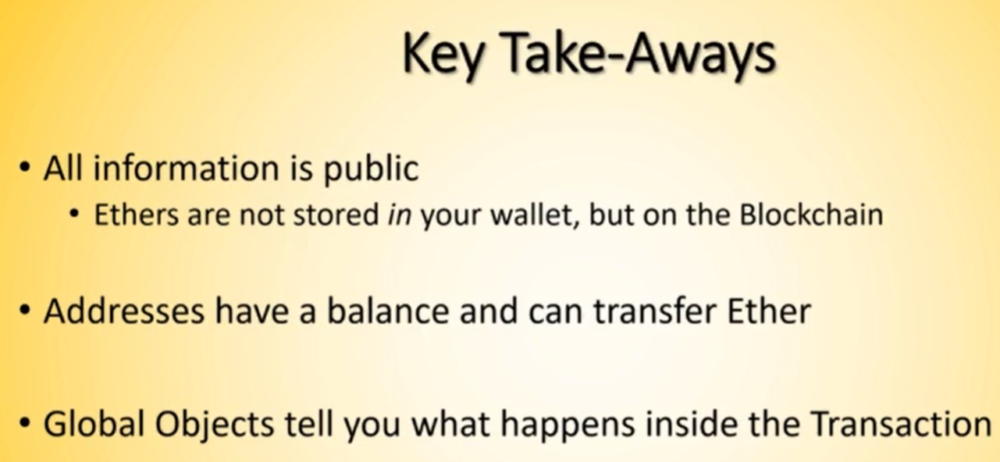 Key Take-Aways
• All information is public
• Ethers are not stored in your wallet, but on the Blockchain
• Addresses have a balance and can transfer Ether
• Global Objects tell you what happens inside the Transaction